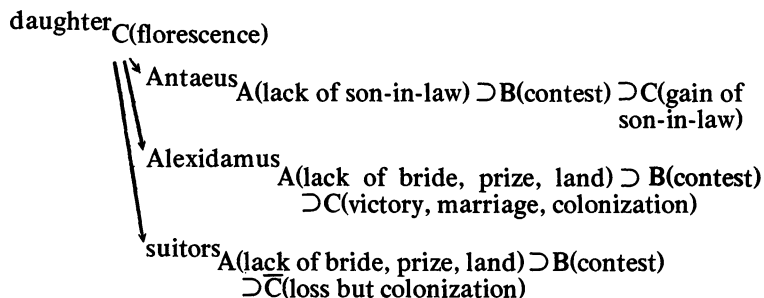 daughter C(florescence)
Antaeus A(lack of son-in-law) ⊃B(contest) ⊃C(gain of
son-in-law)
Alexidamus A(lack of bride, prize, land) ⊃ B(contest)
⊃C(victory, marriage, colonization)
suitors A(lack of bride, prize, land) ⊃B(contest)
⊃C̅(loss but colonization)